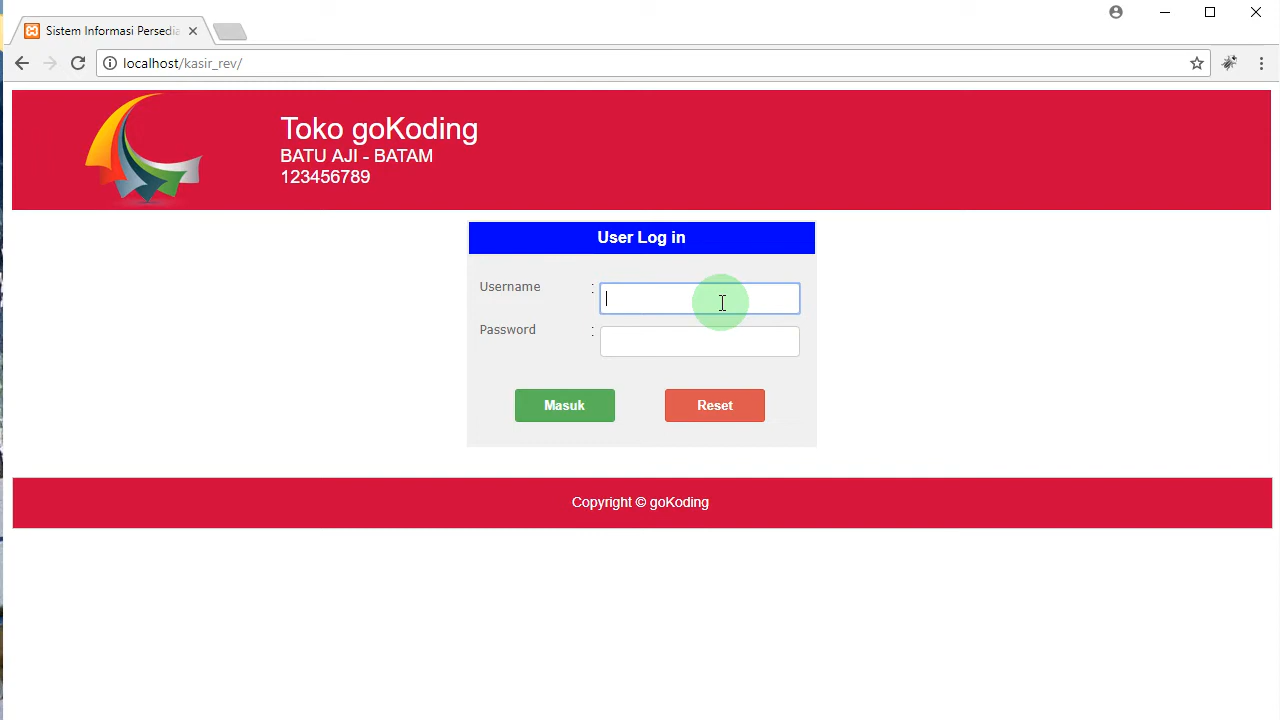 Sistem Informasi Persedia
localhost/kasir_rev/
Toko goKoding
BATU AJI - BATAM
123456789
User Log in
Username :
Password :
Masuk Reset
Copyright © goKoding